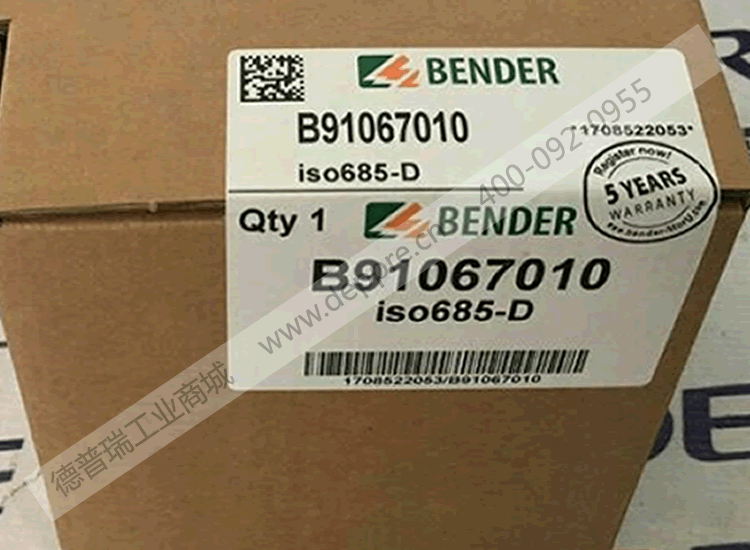 BENDER
B91067010
*1708522053*
iso685-D
Register now!
5 YEARS
WARRANTY
Qty 1 BENDER
B91067010
iso685-D
1708522053/B91067010
德普瑞工业商城 www.deppre.cn 400-092-0955